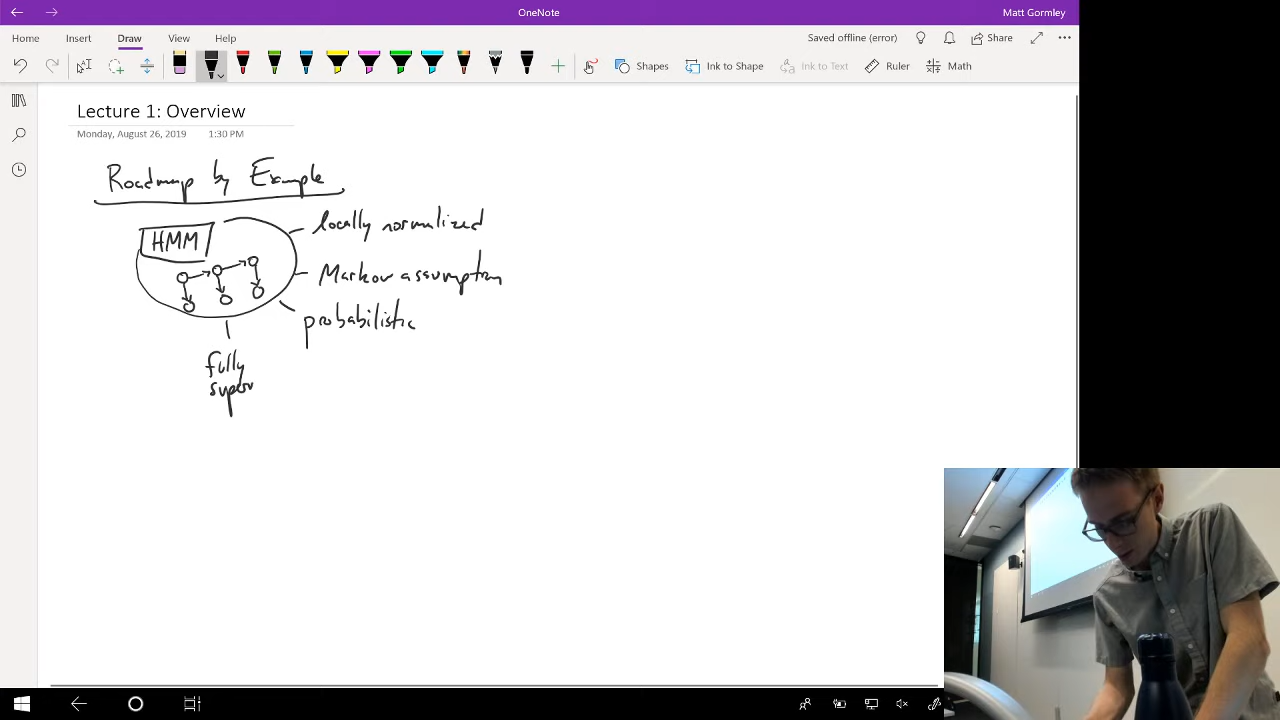 OneNote
Matt Gormley
Home Insert Draw View Help
Saved offline (error)
Share
Shapes
Ink to Shape
Ink to Text
Ruler
Math
Lecture 1: Overview
Monday, August 26, 2019 1:30 PM
Roadmap by Example
HMM
locally normalized
Markov assumption
probabilistic
fully
superv